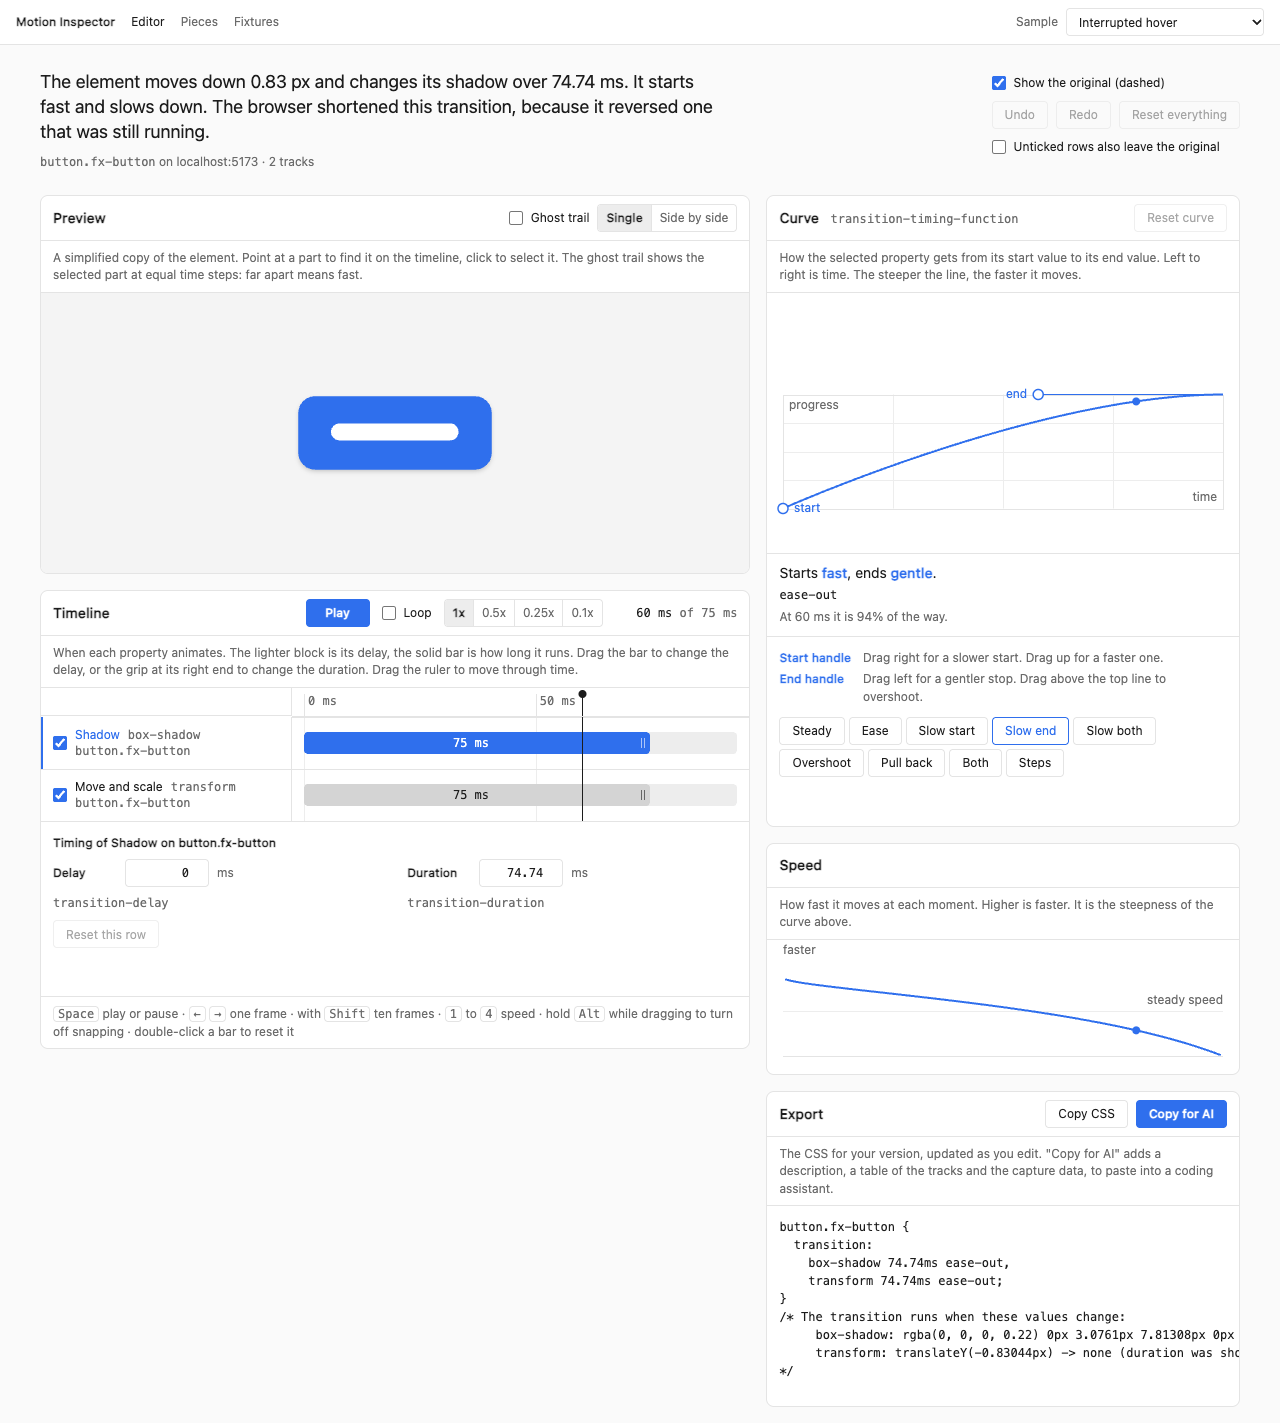 Motion Inspector Editor Pieces Fixtures Sample Interrupted hover
The element moves down 0.83 px and changes its shadow over 74.74 ms. It starts
fast and slows down. The browser shortened this transition, because it reversed one
that was still running.
button.fx-button on localhost:5173 · 2 tracks
Show the original (dashed)
Undo Redo Reset everything
Unticked rows also leave the original
Preview Ghost trail Single Side by side
A simplified copy of the element. Point at a part to find it on the timeline, click to select it. The ghost trail shows the
selected part at equal time steps: far apart means fast.
Timeline Play Loop 1x 0.5x 0.25x 0.1x 60 ms of 75 ms
When each property animates. The lighter block is its delay, the solid bar is how long it runs. Drag the bar to change the
delay, or the grip at its right end to change the duration. Drag the ruler to move through time.
0 ms 50 ms
Shadow box-shadow
button.fx-button
75 ms
Move and scale transform
button.fx-button
75 ms
Timing of Shadow on button.fx-button
Delay 0 ms Duration 74.74 ms
transition-delay transition-duration
Reset this row
Space play or pause · ← → one frame · with Shift ten frames · 1 to 4 speed · hold Alt while dragging to turn
off snapping · double-click a bar to reset it
Curve transition-timing-function Reset curve
How the selected property gets from its start value to its end value. Left to
right is time. The steeper the line, the faster it moves.
end
progress
time
start
Starts fast, ends gentle.
ease-out
At 60 ms it is 94% of the way.
Start handle Drag right for a slower start. Drag up for a faster one.
End handle Drag left for a gentler stop. Drag above the top line to
overshoot.
Steady Ease Slow start Slow end Slow both
Overshoot Pull back Both Steps
Speed
How fast it moves at each moment. Higher is faster. It is the steepness of the
curve above.
faster
steady speed
Export Copy CSS Copy for AI
The CSS for your version, updated as you edit. "Copy for AI" adds a
description, a table of the tracks and the capture data, to paste into a coding
assistant.
button.fx-button {
transition:
box-shadow 74.74ms ease-out,
transform 74.74ms ease-out;
}
/* The transition runs when these values change:
box-shadow: rgba(0, 0, 0, 0.22) 0px 3.0761px 7.81308px 0px
transform: translateY(-0.83044px) -> none (duration was sho
*/